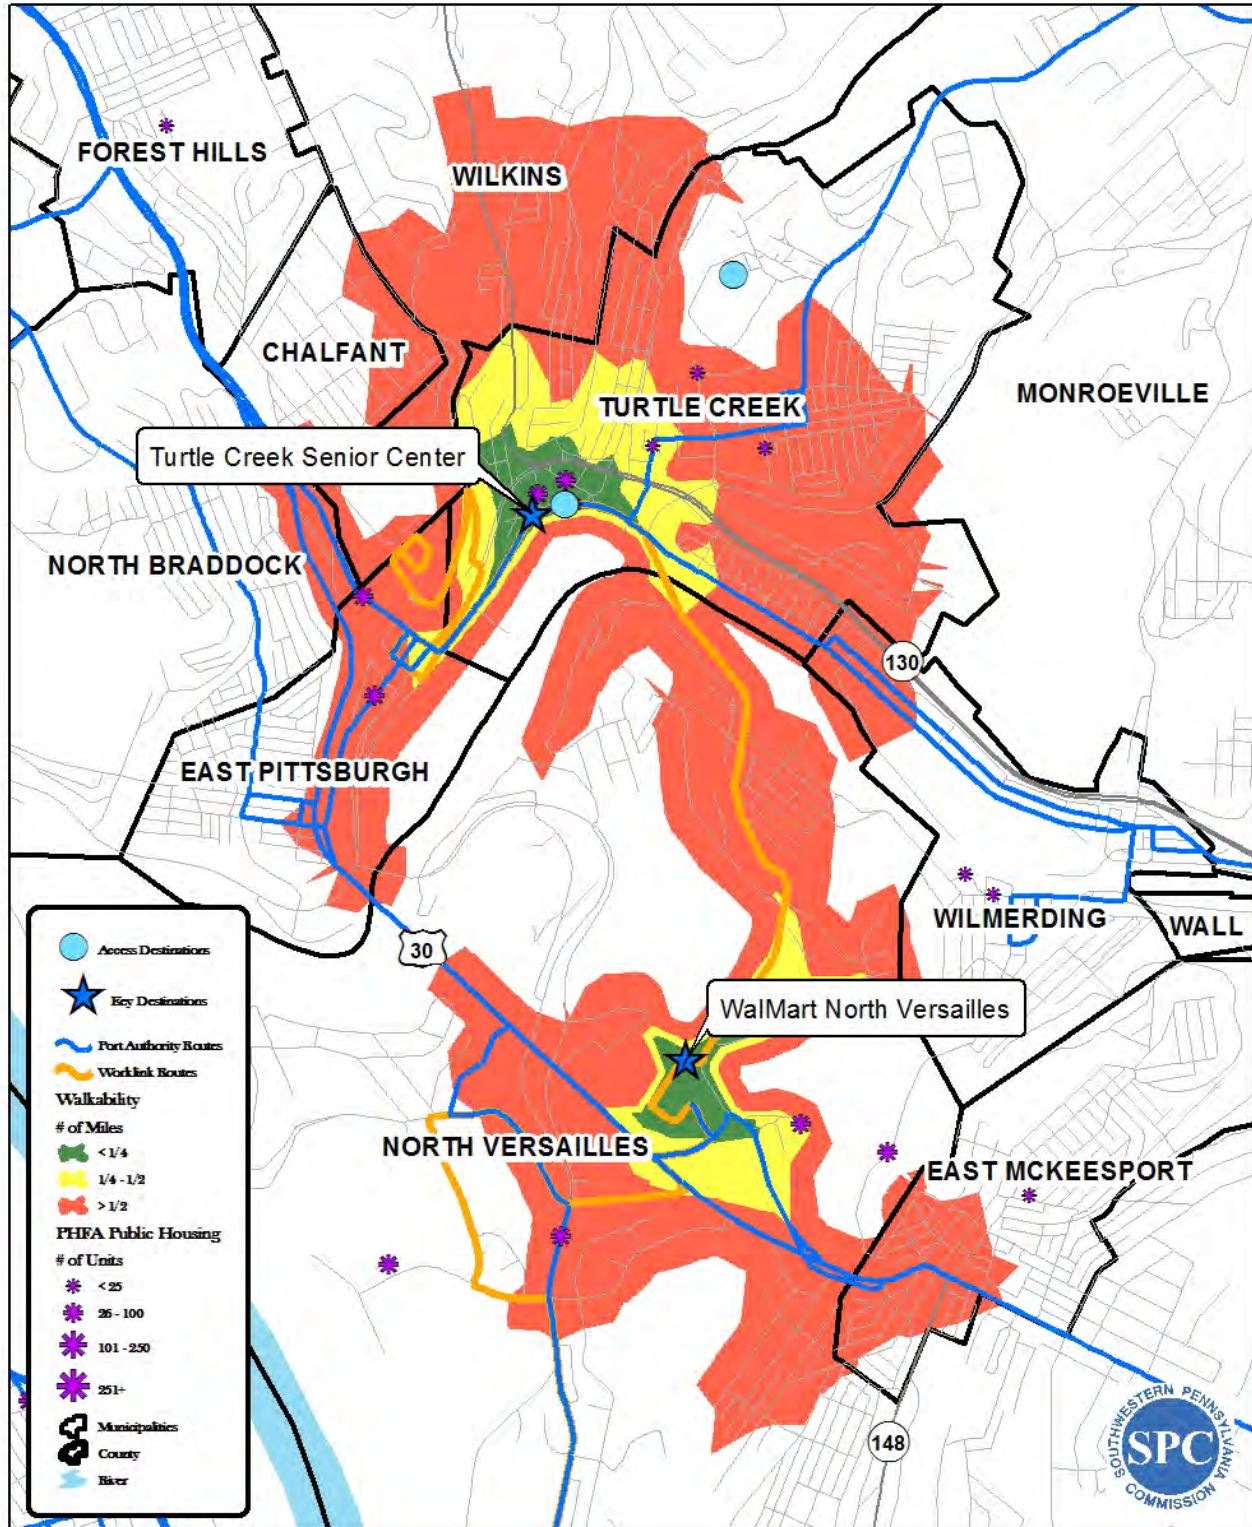 FOREST HILLS
WILKINS
CHALFANT
MONROEVILLE
TURTLE CREEK
Turtle Creek Senior Center
NORTH BRADDOCK
130
EAST PITTSBURGH
WILMERDING
WALL
30
WalMart North Versailles
NORTH VERSAILLES
EAST MCKEESPORT
148
Access Destinations
Key Destinations
Port Authority Routes
Worklink Routes
Walkability
# of Miles
< 1/4
1/4 - 1/2
> 1/2
PHFA Public Housing
# of Units
< 25
26 - 100
101 - 250
251+
Municipalities
County
River
SOUTHWESTERN PENNSYLVANIA
SPC
COMMISSION